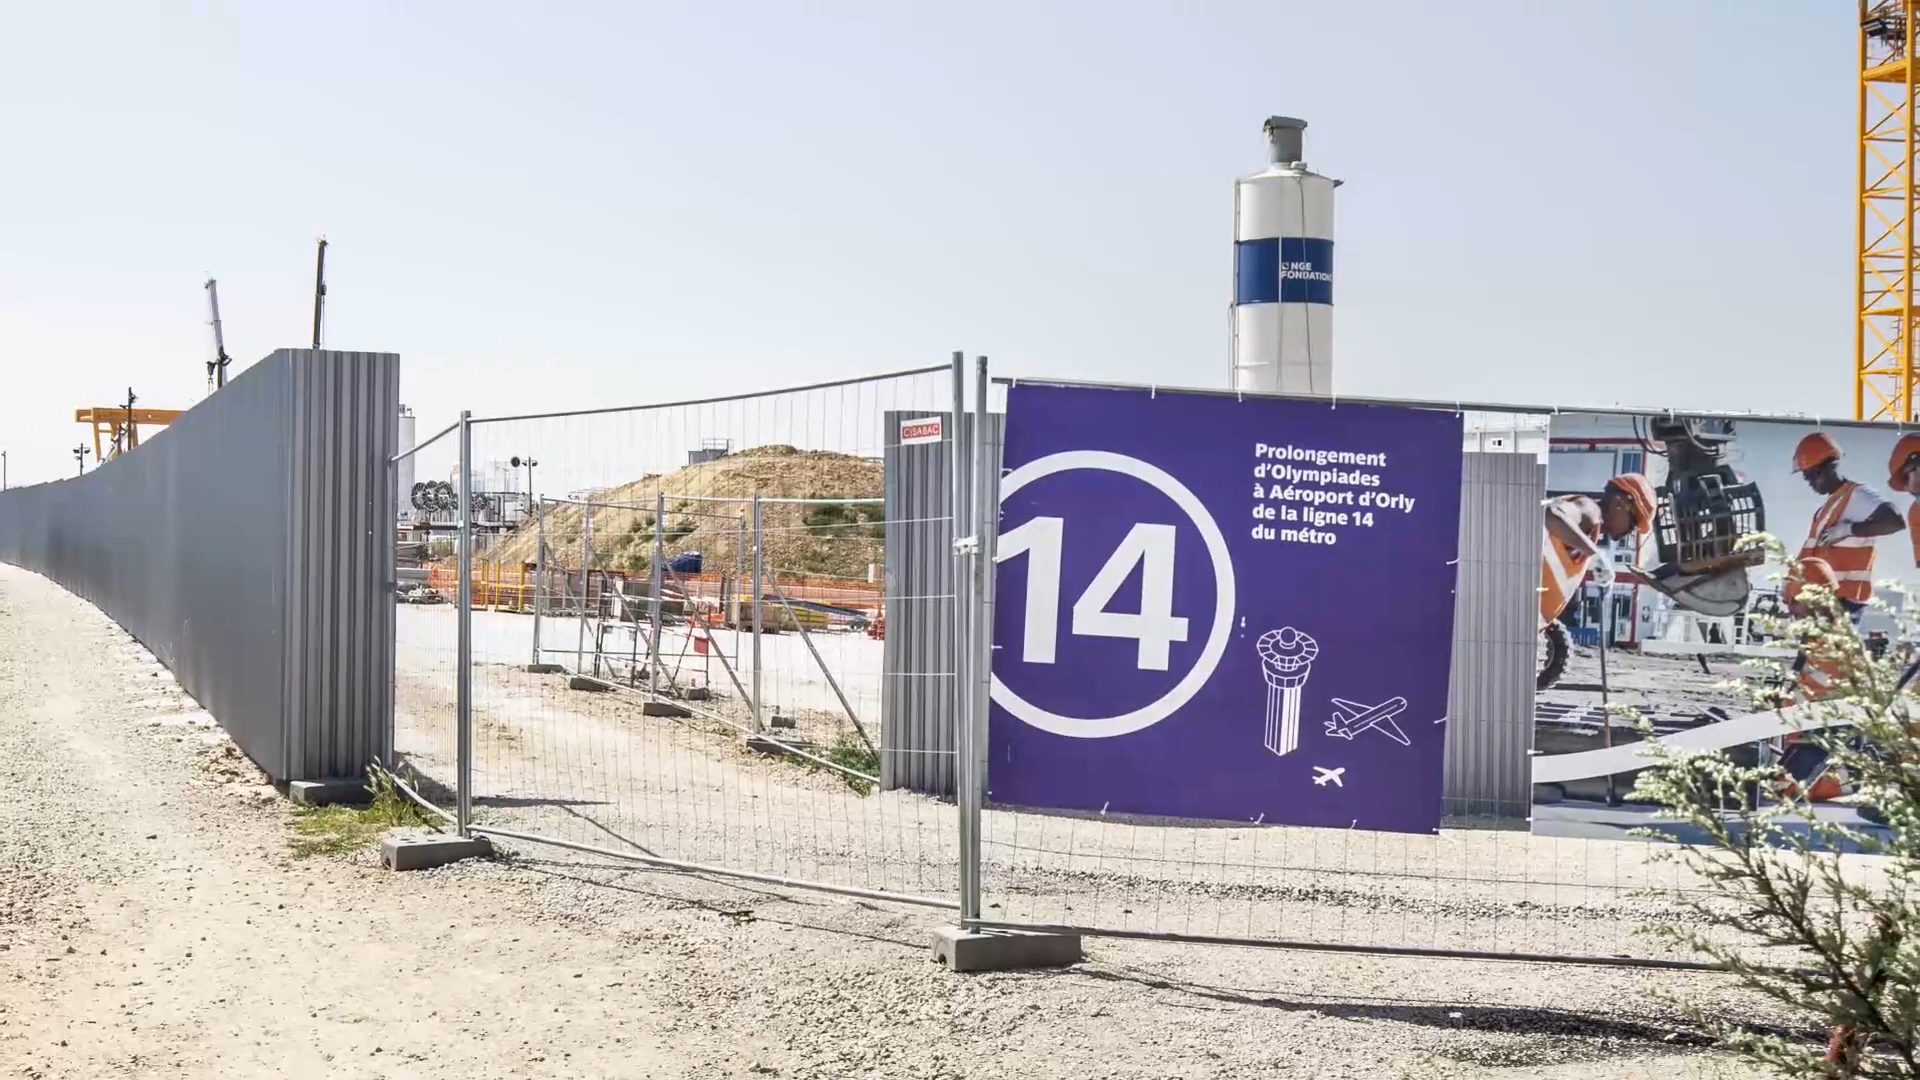 NGE
FONDATIONS
CISABAC
14
Prolongement
d'Olympiades
à Aéroport d'Orly
de la ligne 14
du métro